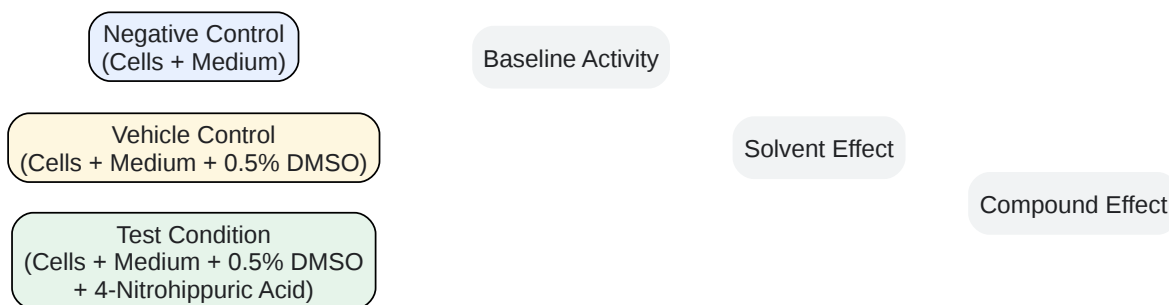 Negative Control
(Cells + Medium)
Baseline Activity
Vehicle Control
(Cells + Medium + 0.5% DMSO)
Solvent Effect
Compound Effect
Test Condition
(Cells + Medium + 0.5% DMSO
+ 4-Nitrohippuric Acid)